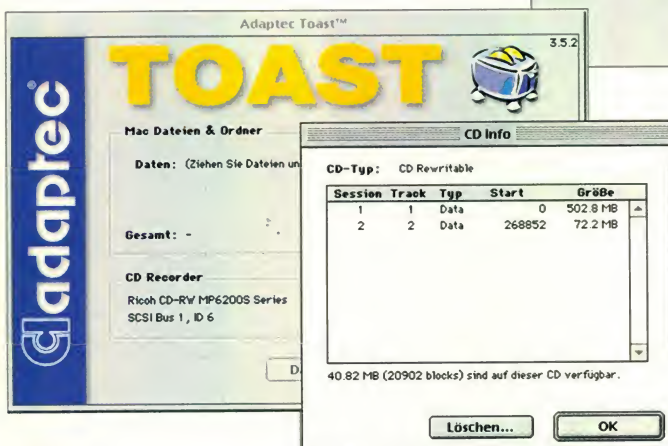 Adaptec Toast™
adaptec
TOAST
3.5.2
Mac Dateien & Ordner
Daten: (Ziehen Sie Dateien un
Gesamt: -
CD Recorder
Ricoh CD-RW MP6200S Series
SCSI Bus 1, ID 6
D
CD Info
CD-Typ: CD Rewritable
Session Track Typ Start Größe
1 1 Data 0 502.8 MB
2 2 Data 268852 72.2 MB
40.82 MB (20902 blocks) sind auf dieser CD verfügbar.
Löschen... OK